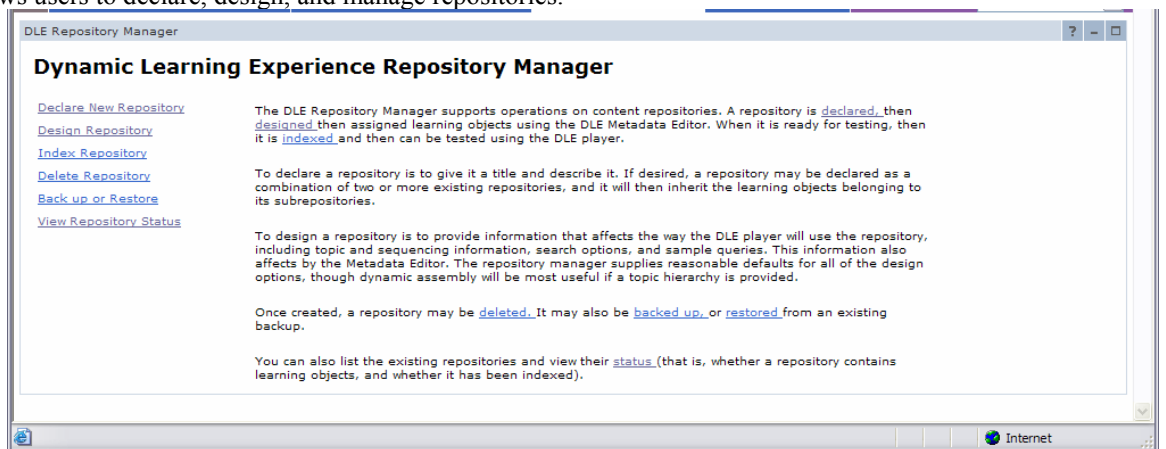 ws users to declare, design, and manage repositories.
DLE Repository Manager ? – □
Dynamic Learning Experience Repository Manager
Declare New Repository
Design Repository
Index Repository
Delete Repository
Back up or Restore
View Repository Status
The DLE Repository Manager supports operations on content repositories. A repository is declared, then
designed then assigned learning objects using the DLE Metadata Editor. When it is ready for testing, then
it is indexed and then can be tested using the DLE player.
To declare a repository is to give it a title and describe it. If desired, a repository may be declared as a
combination of two or more existing repositories, and it will then inherit the learning objects belonging to
its subrepositories.
To design a repository is to provide information that affects the way the DLE player will use the repository,
including topic and sequencing information, search options, and sample queries. This information also
affects by the Metadata Editor. The repository manager supplies reasonable defaults for all of the design
options, though dynamic assembly will be most useful if a topic hierarchy is provided.
Once created, a repository may be deleted. It may also be backed up, or restored from an existing
backup.
You can also list the existing repositories and view their status (that is, whether a repository contains
learning objects, and whether it has been indexed).
Internet